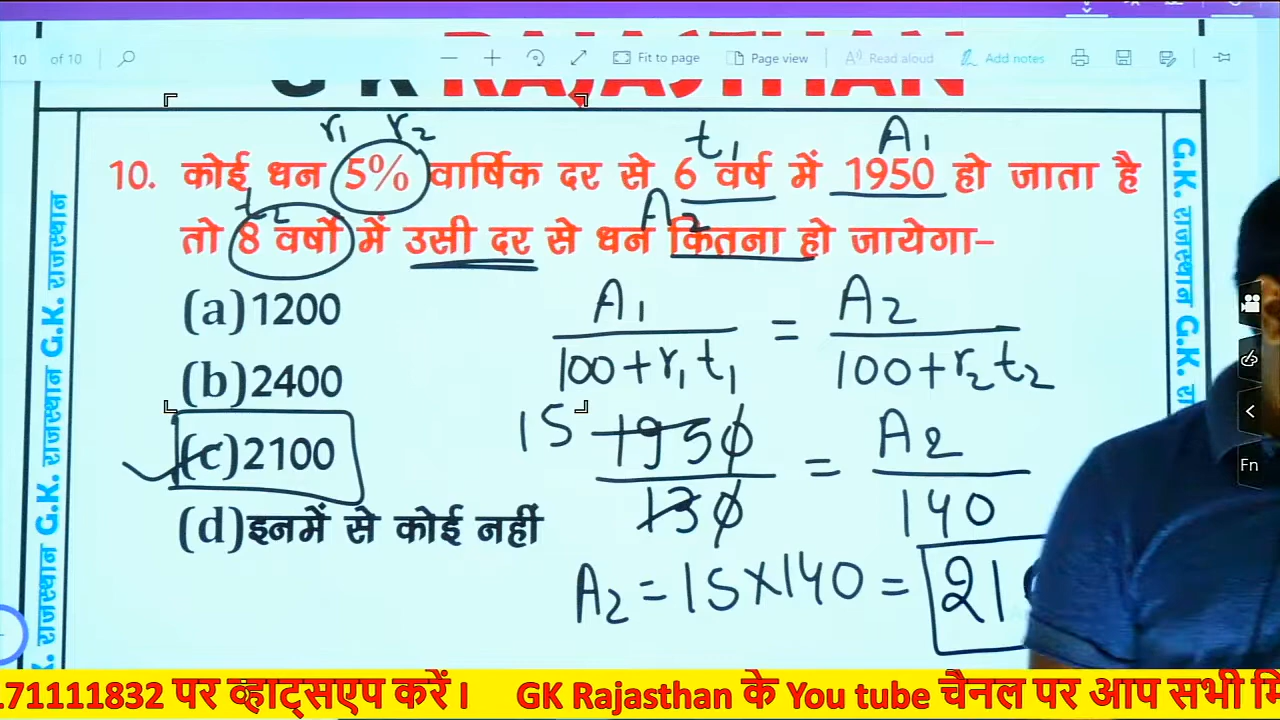 10 of 10
Fit to page
Page view
Read aloud
Add notes
G K RAJASTHAN
r1 r2 t1 A1
10. कोई धन 5% वार्षिक दर से 6 वर्ष में 1950 हो जाता है
t2 A2
तो 8 वर्षो में उसी दर से धन कितना हो जायेगा–
(a)1200
(b)2400
(c)2100
(d)इनमें से कोई नहीं
A1 / 100+r1t1 = A2 / 100+r2t2
15 1950 / 130 = A2 / 140
A2 = 15×140 = 21
राजस्थान G.K. राजस्थान G.K. राजस्थान
G.K. राजस्थान G.K.
Fn
71111832 पर व्हाट्सएप करें । GK Rajasthan के You tube चैनल पर आप सभी